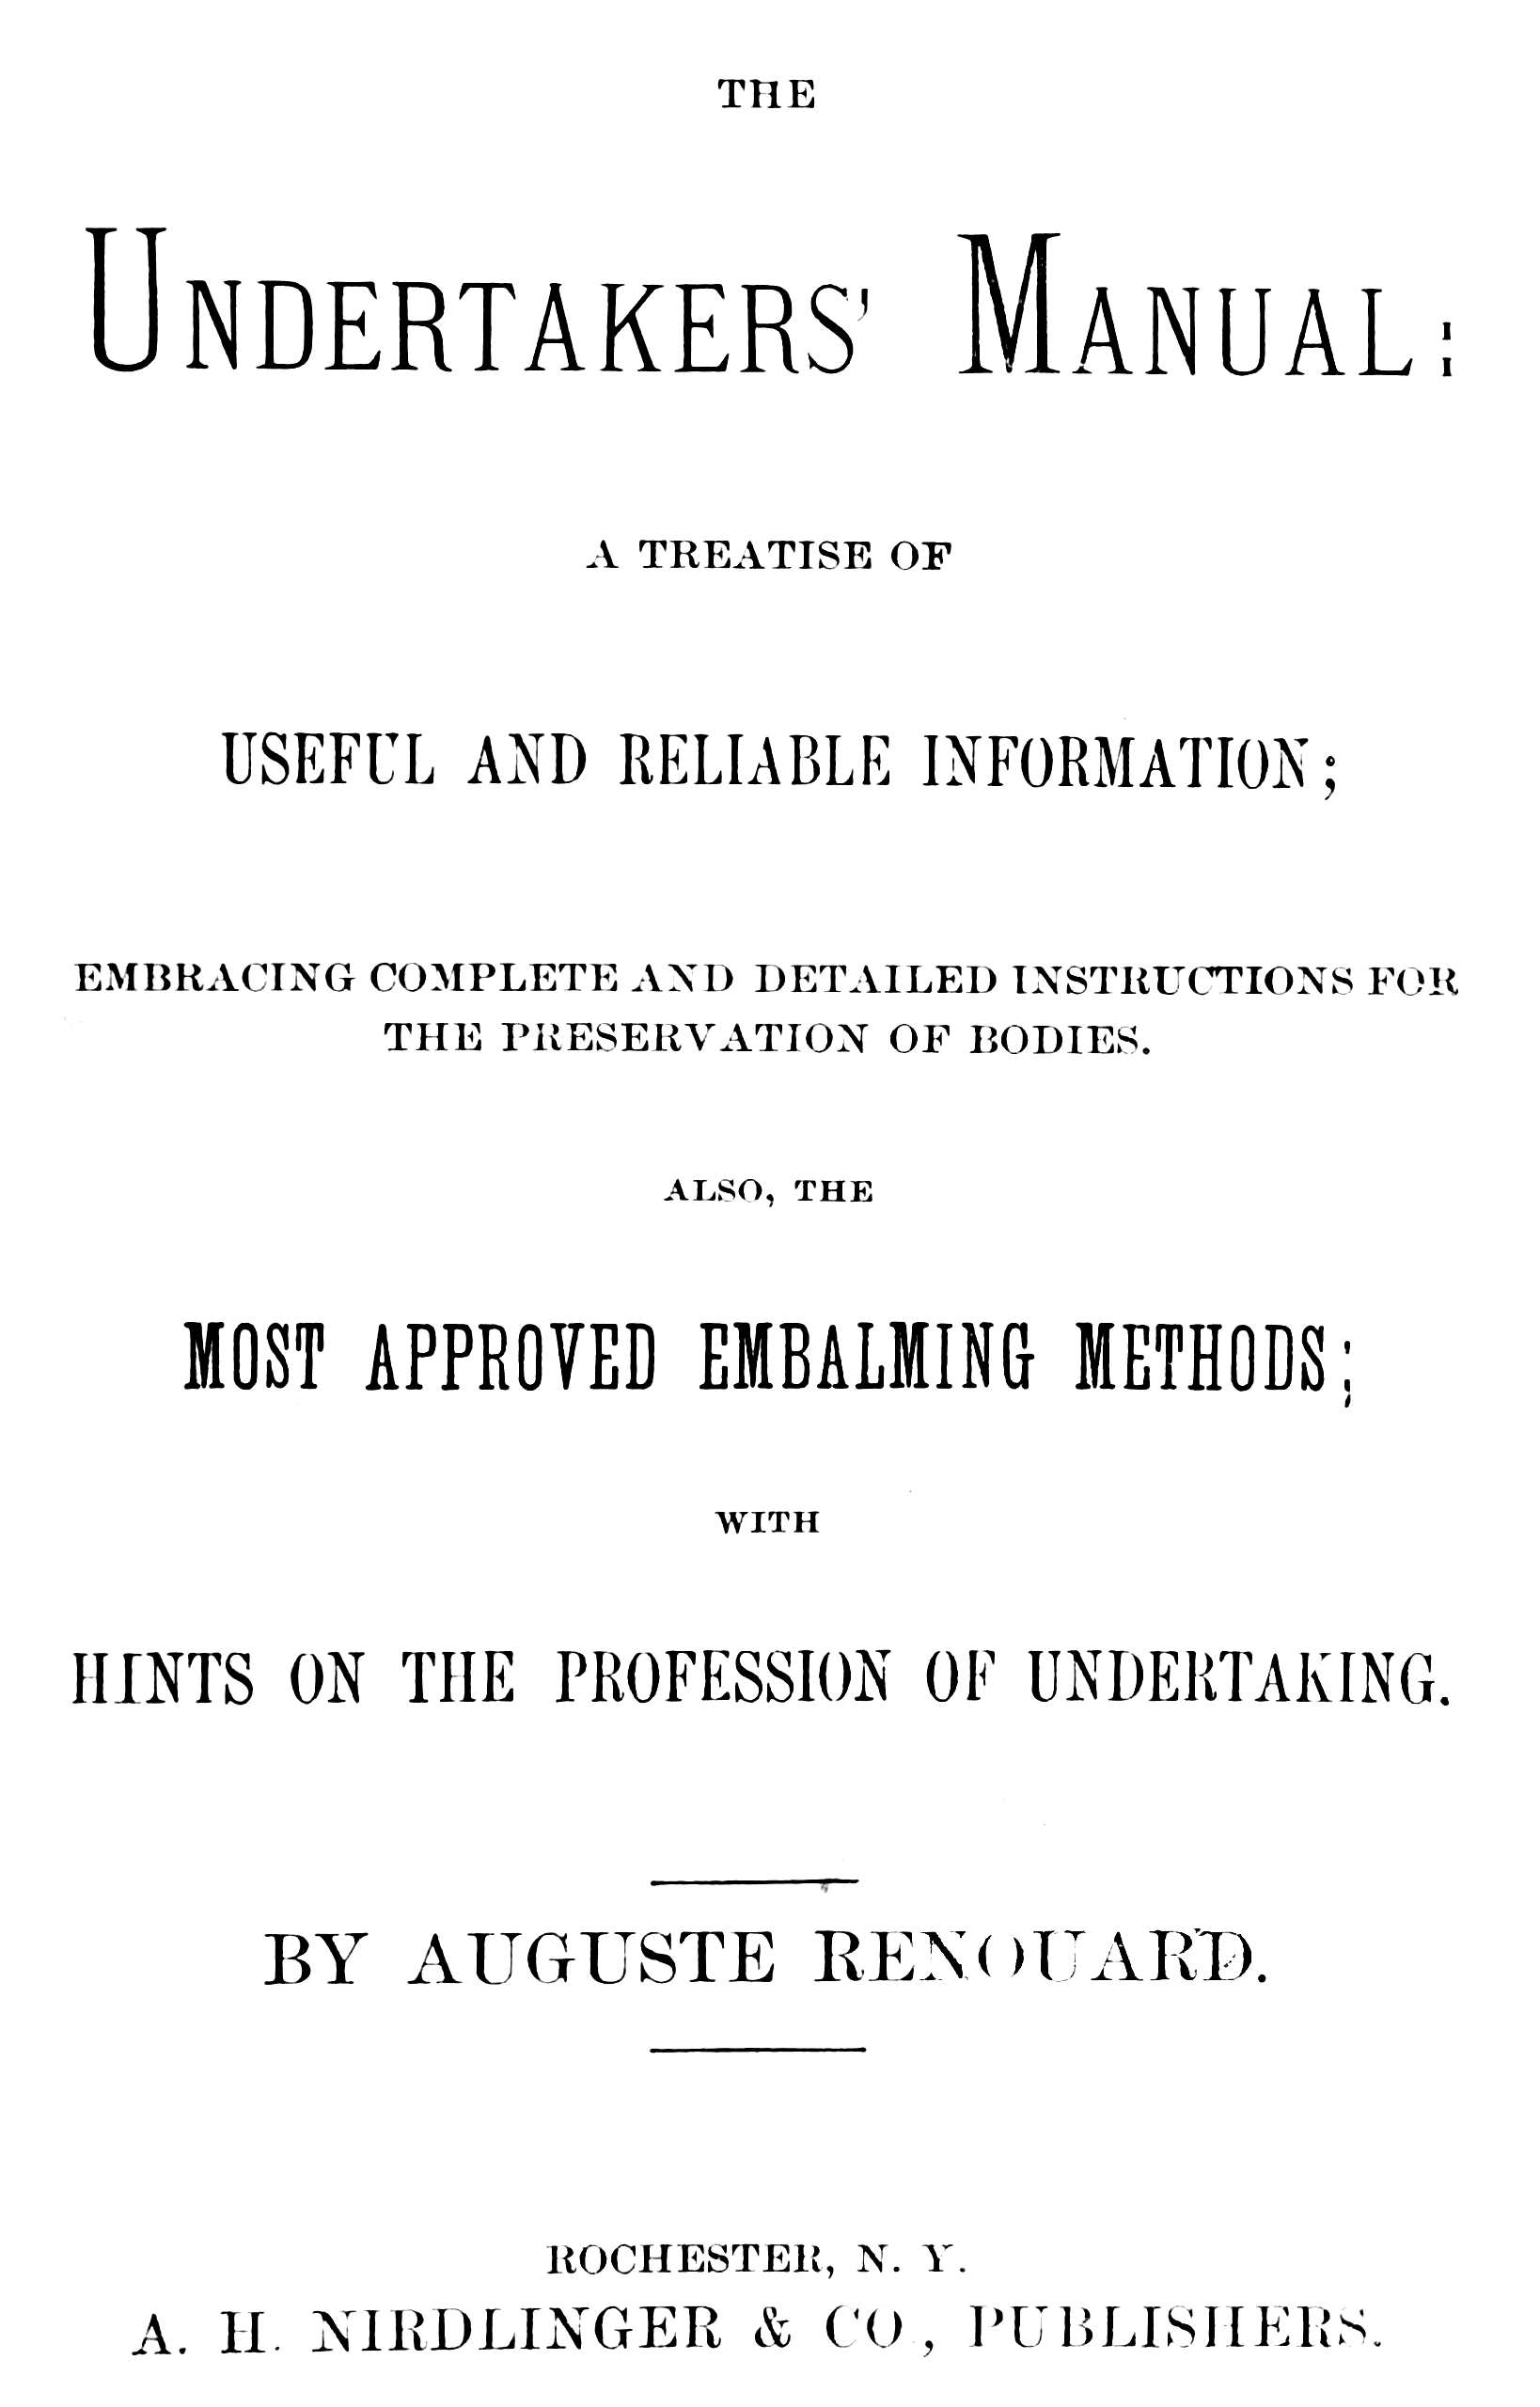 THE
UNDERTAKERS' MANUAL:
A TREATISE OF
USEFUL AND RELIABLE INFORMATION;
EMBRACING COMPLETE AND DETAILED INSTRUCTIONS FOR
THE PRESERVATION OF BODIES.
ALSO, THE
MOST APPROVED EMBALMING METHODS;
WITH
HINTS ON THE PROFESSION OF UNDERTAKING.
BY AUGUSTE RENOUARD.
ROCHESTER, N. Y.
A. H. NIRDLINGER & CO., PUBLISHERS.